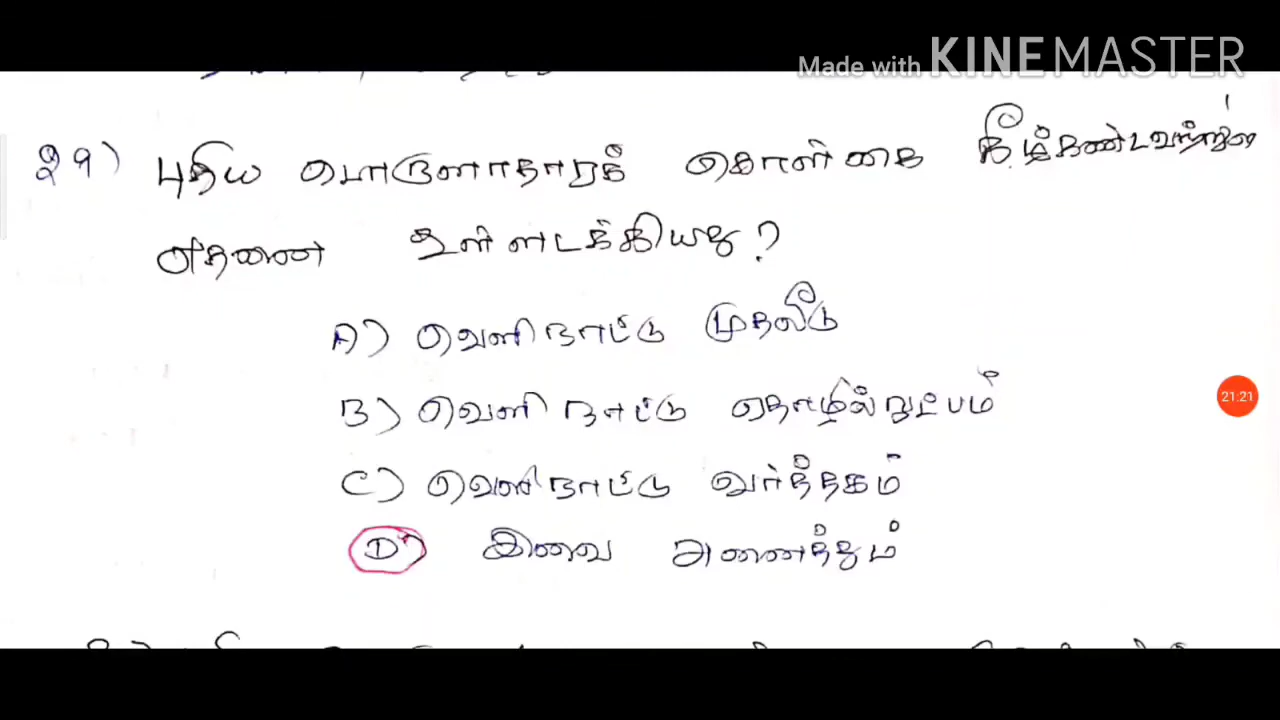 Made with KINEMASTER
29) புதிய பொருளாதாரக் கொள்கை கீழ்கண்டவற்றுள்
எதனை உள்ளடக்கியது?
A) வெளிநாட்டு முதலீடு
21:21
B) வெளி நாட்டு தொழில்நுட்பம்
C) வெளிநாட்டு வர்த்தகம்
D) இவை அனைத்தும்